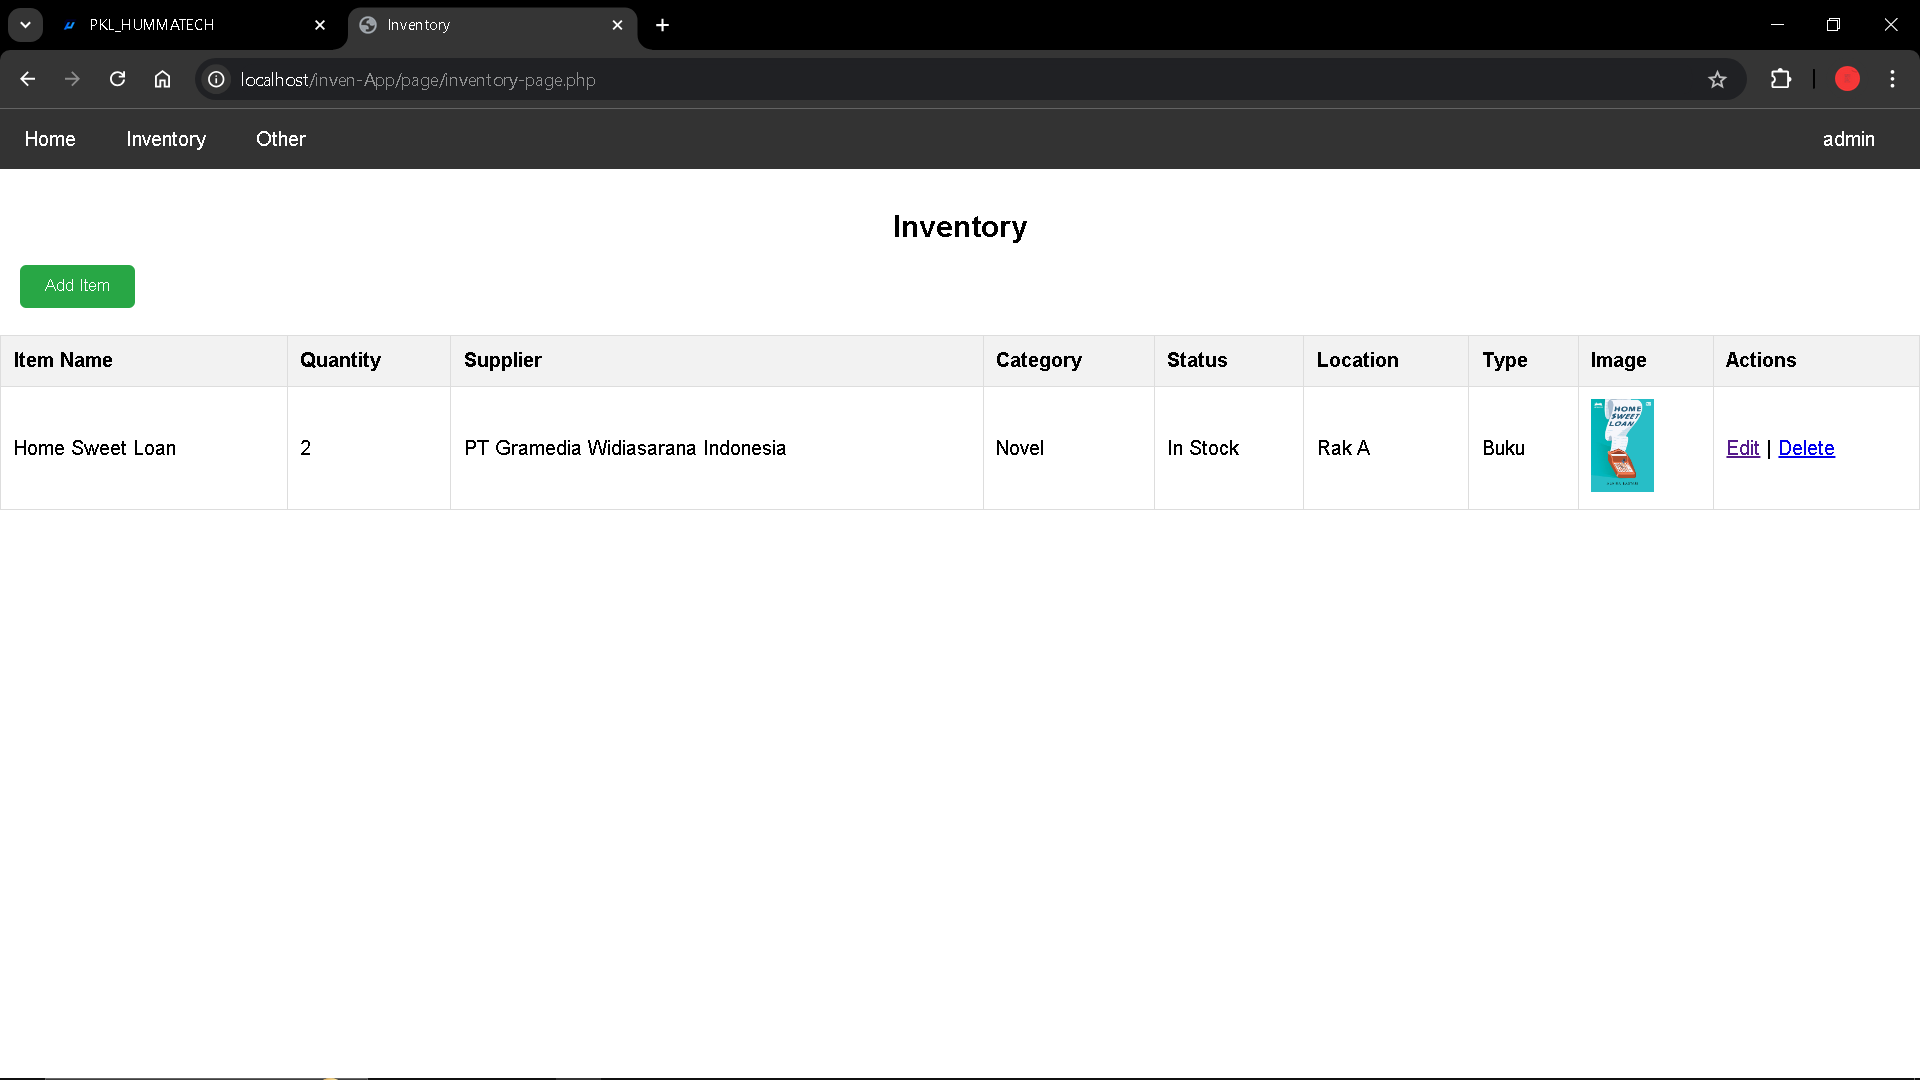 PKL_HUMMATECH
Inventory
localhost/inven-App/page/inventory-page.php
Home Inventory Other admin
Inventory
Add Item
Item Name Quantity Supplier Category Status Location Type Image Actions
HOME
SWEET
LOAN
Home Sweet Loan 2 PT Gramedia Widiasarana Indonesia Novel In Stock Rak A Buku Edit | Delete